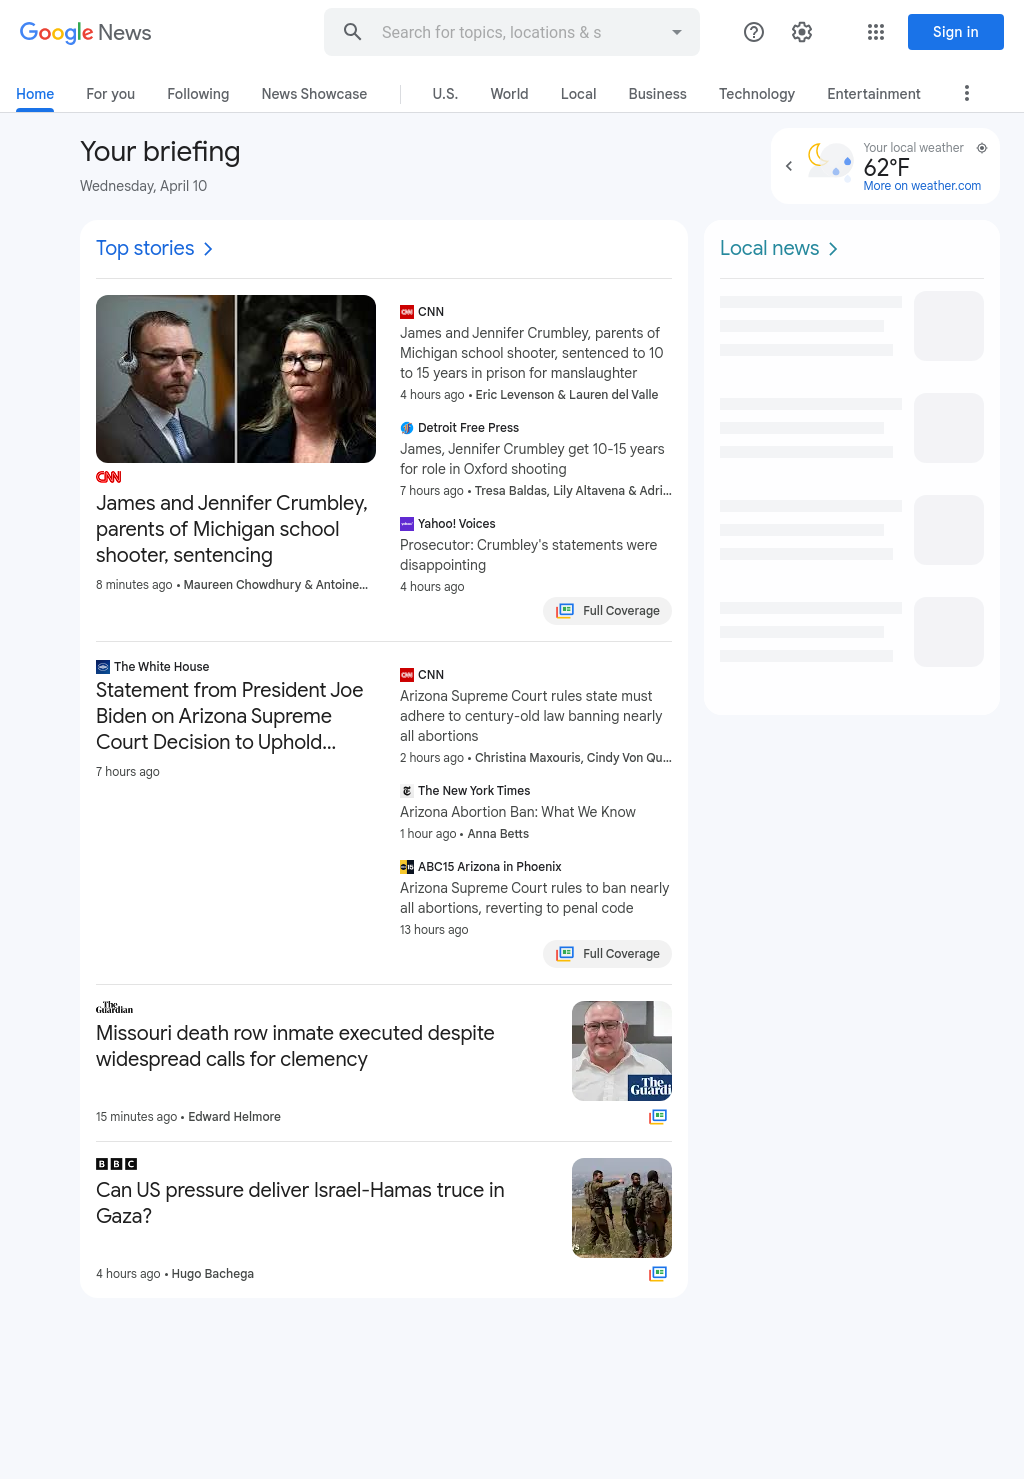 Google News
Search for topics, locations & s
Sign in
Home
For you
Following
News Showcase
U.S.
World
Local
Business
Technology
Entertainment
Your briefing
Wednesday, April 10
Your local weather
62°F
More on weather.com
Top stories
CNN
James and Jennifer Crumbley,
parents of Michigan school
shooter, sentencing
8 minutes ago • Maureen Chowdhury & Antoine...
CNN
James and Jennifer Crumbley, parents of
Michigan school shooter, sentenced to 10
to 15 years in prison for manslaughter
4 hours ago • Eric Levenson & Lauren del Valle
Detroit Free Press
James, Jennifer Crumbley get 10-15 years
for role in Oxford shooting
7 hours ago • Tresa Baldas, Lily Altavena & Adri...
Yahoo! Voices
Prosecutor: Crumbley's statements were
disappointing
4 hours ago
Full Coverage
The White House
Statement from President Joe
Biden on Arizona Supreme
Court Decision to Uphold...
7 hours ago
CNN
Arizona Supreme Court rules state must
adhere to century-old law banning nearly
all abortions
2 hours ago • Christina Maxouris, Cindy Von Qu...
The New York Times
Arizona Abortion Ban: What We Know
1 hour ago • Anna Betts
ABC15 Arizona in Phoenix
Arizona Supreme Court rules to ban nearly
all abortions, reverting to penal code
13 hours ago
Full Coverage
The Guardian
Missouri death row inmate executed despite
widespread calls for clemency
The
Guardi
15 minutes ago • Edward Helmore
BBC
Can US pressure deliver Israel-Hamas truce in
Gaza?
4 hours ago • Hugo Bachega
Local news